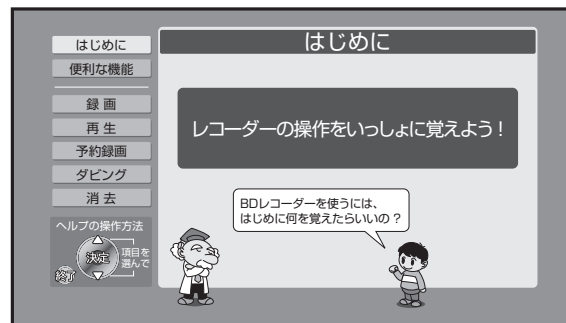 はじめに
便利な機能
録画
再生
予約録画
ダビング
消去
ヘルプの操作方法
決定
項目を
選んで
終了
はじめに
レコーダーの操作をいっしょに覚えよう!
BDレコーダーを使うには、
はじめに何を覚えたらいいの?